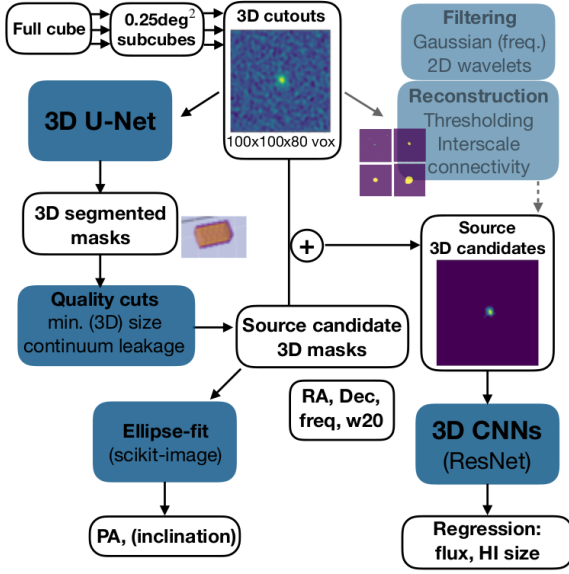 Full cube
0.25deg²
subcubes
3D cutouts
100x100x80 vox
Filtering
Gaussian (freq.)
2D wavelets
Reconstruction
Thresholding
Interscale
connectivity
3D U-Net
3D segmented
masks
Quality cuts
min. (3D) size
continuum leakage
+
Source candidate
3D masks
Source
3D candidates
RA, Dec,
freq, w20
Ellipse-fit
(scikit-image)
PA, (inclination)
3D CNNs
(ResNet)
Regression:
flux, HI size